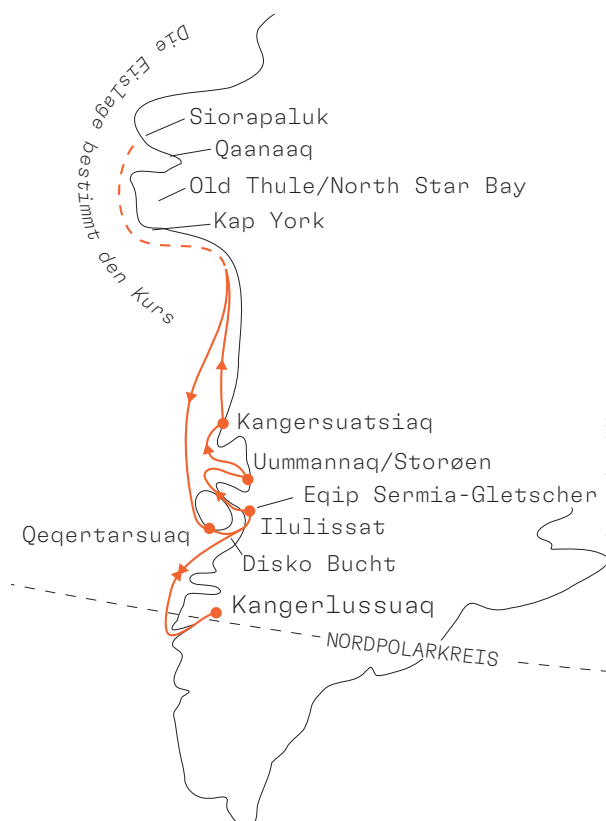 Die Eislage bestimmt den Kurs
Siorapaluk
Qaanaaq
Old Thule/North Star Bay
Kap York
Kangersuatsiaq
Uummannaq/Storøen
Eqip Sermia-Gletscher
Ilulissat
Qeqertarsuaq
Disko Bucht
Kangerlussuaq
NORDPOLARKREIS